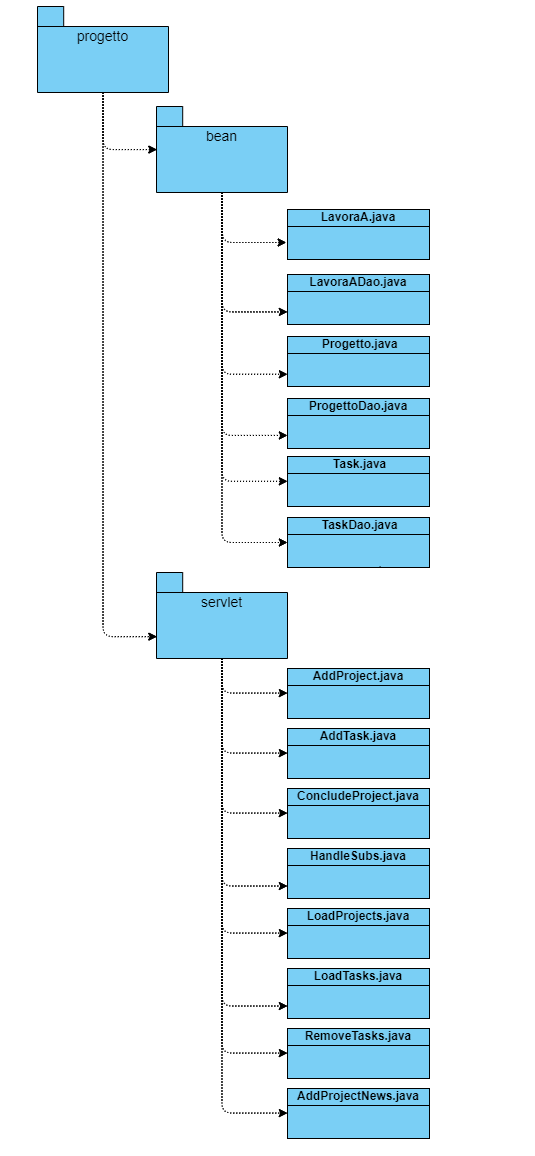 progetto
bean
LavoraA.java
LavoraADao.java
Progetto.java
ProgettoDao.java
Task.java
TaskDao.java
servlet
AddProject.java
AddTask.java
ConcludeProject.java
HandleSubs.java
LoadProjects.java
LoadTasks.java
RemoveTasks.java
AddProjectNews.java